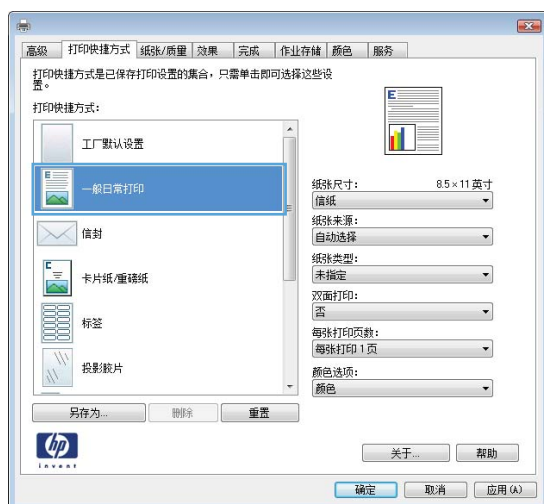 高级 打印快捷方式 纸张/质量 效果 完成 作业存储 颜色 服务
打印快捷方式是已保存打印设置的集合，只需单击即可选择这些设
置。
打印快捷方式：
工厂默认设置
一般日常打印
信封
卡片纸/重磅纸
标签
投影胶片
另存为... 删除 重置
E
纸张尺寸： 8.5×11 英寸
信纸
纸张来源：
自动选择
纸张类型：
未指定
双面打印：
否
每张打印页数：
每张打印 1 页
颜色选项：
颜色
hp
invent
关于... 帮助
确定 取消 应用(A)